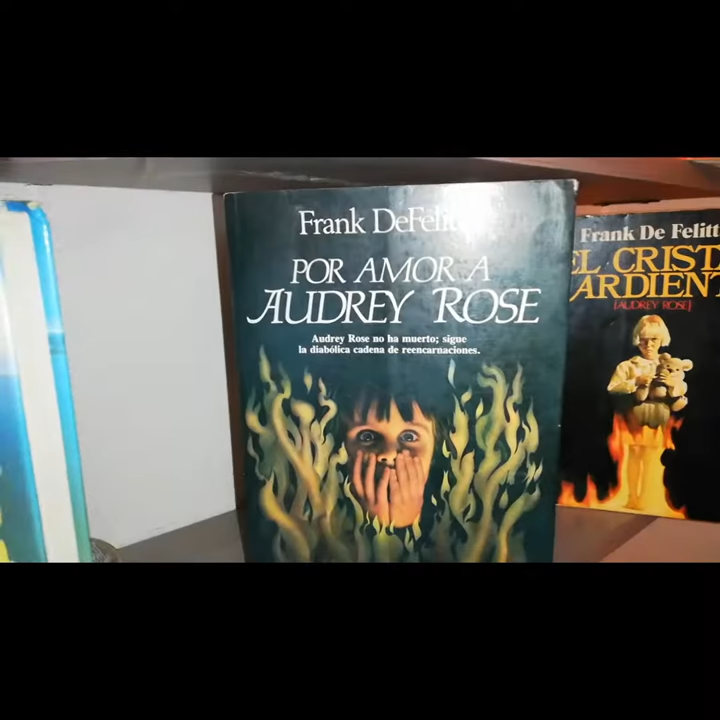 Frank DeFelitta
POR AMOR A
AUDREY ROSE
Audrey Rose no ha muerto; sigue
la diabólica cadena de reencarnaciones.
Frank De Felitt
EL CRIST
ARDIENT
(AUDREY ROSE)